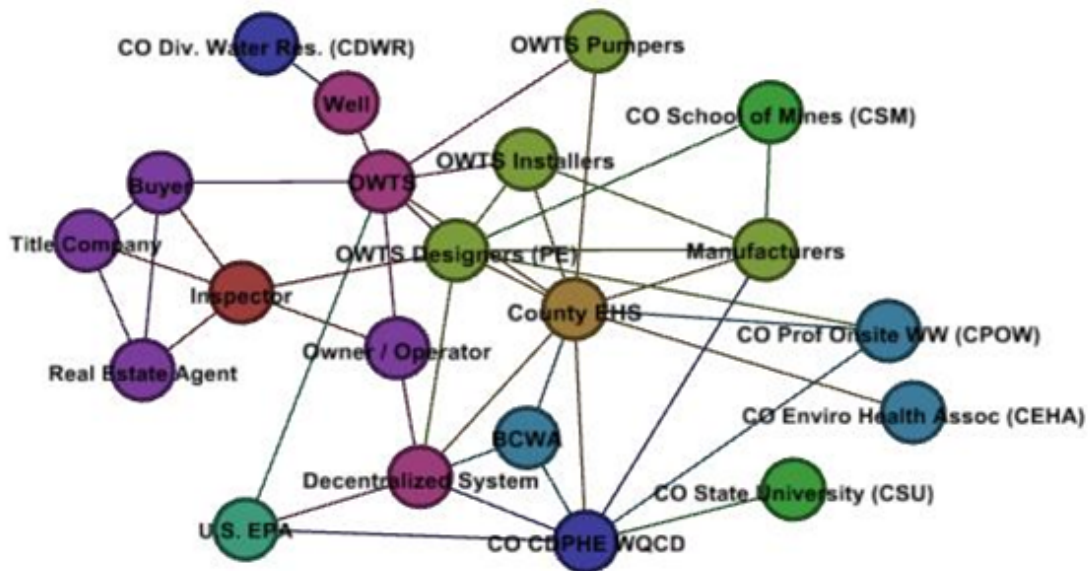 CO Div. Water Res. (CDWR)
OWTS Pumpers
Well
CO School of Mines (CSM)
OWTS Installers
OWTS
Buyer
Title Company
OWTS Designers (PE)
Manufacturers
Inspector
County EHS
CO Prof Onsite WW (CPOW)
Owner / Operator
Real Estate Agent
CO Enviro Health Assoc (CEHA)
BCWA
Decentralized System
CO State University (CSU)
U.S. EPA
CO CDPHE WQCD